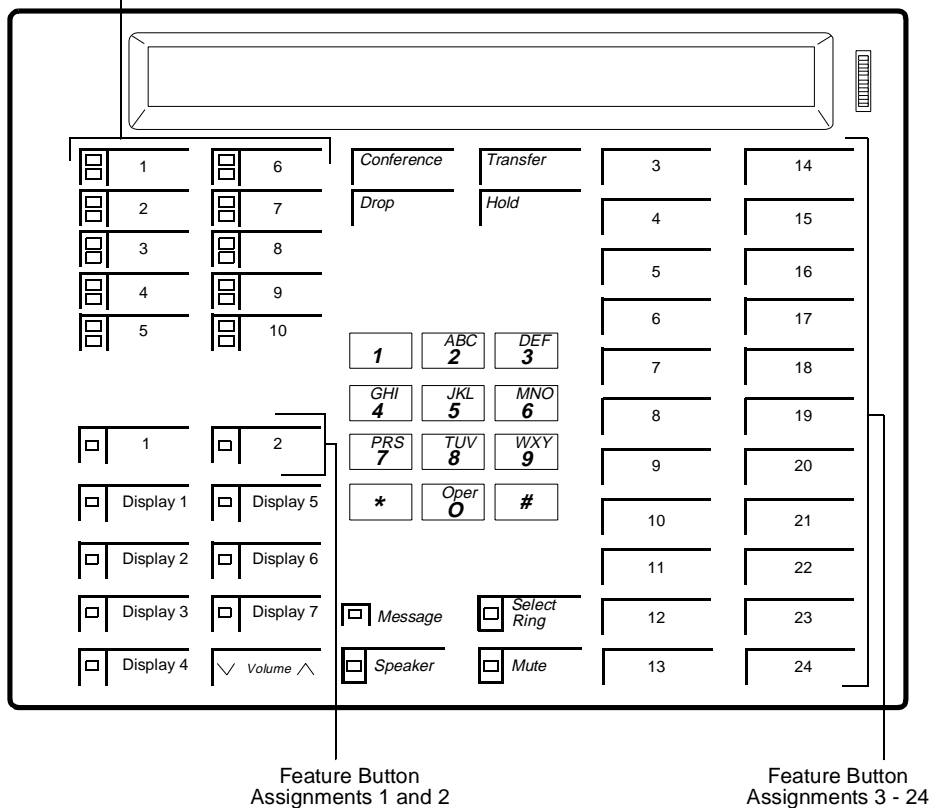 1 6 Conference Transfer 3 14
2 7 Drop Hold 4 15
3 8 5 16
4 9 6 17
5 10 7 18
1 ABC 2 DEF 3
GHI 4 JKL 5 MNO 6 8 19
1 2 PRS 7 TUV 8 WXY 9 9 20
Display 1 Display 5 * Oper O # 10 21
Display 2 Display 6 11 22
Display 3 Display 7 Message Select Ring 12 23
Display 4 Volume Speaker Mute 13 24
Feature Button
Assignments 1 and 2
Feature Button
Assignments 3 - 24